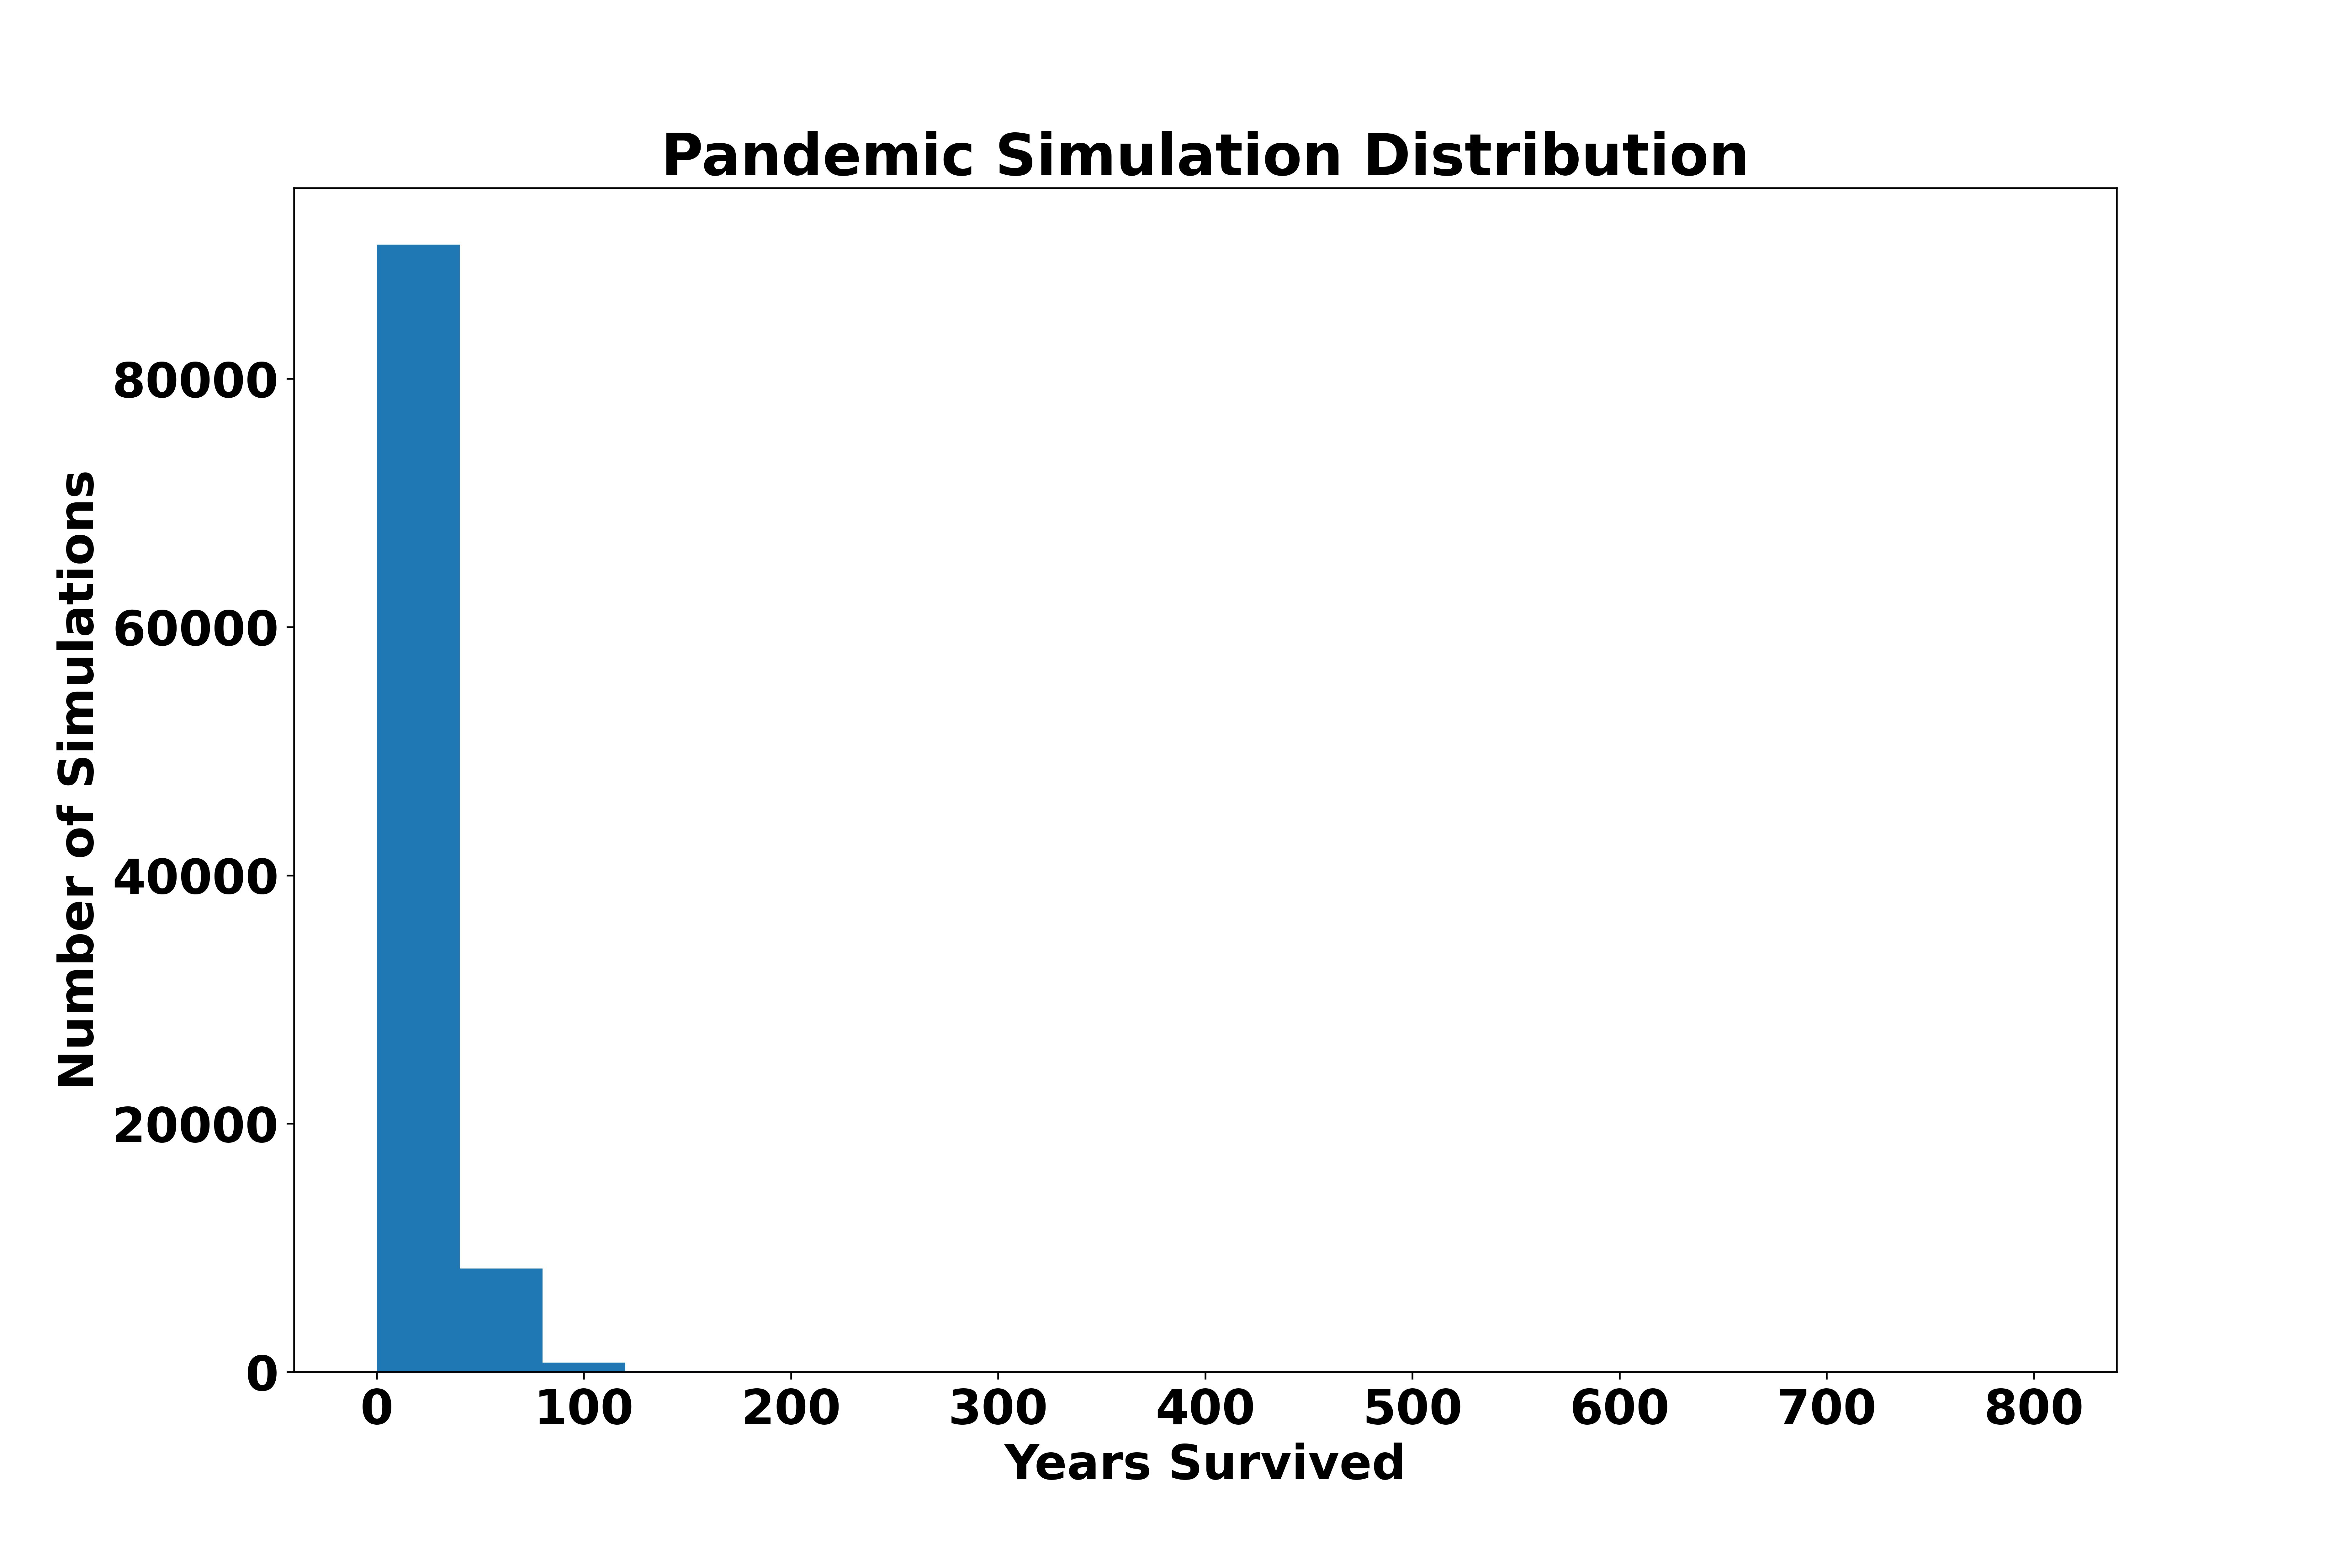 Pandemic Simulation Distribution
Number of Simulations
80000
60000
40000
20000
0
0 100 200 300 400 500 600 700 800
Years Survived